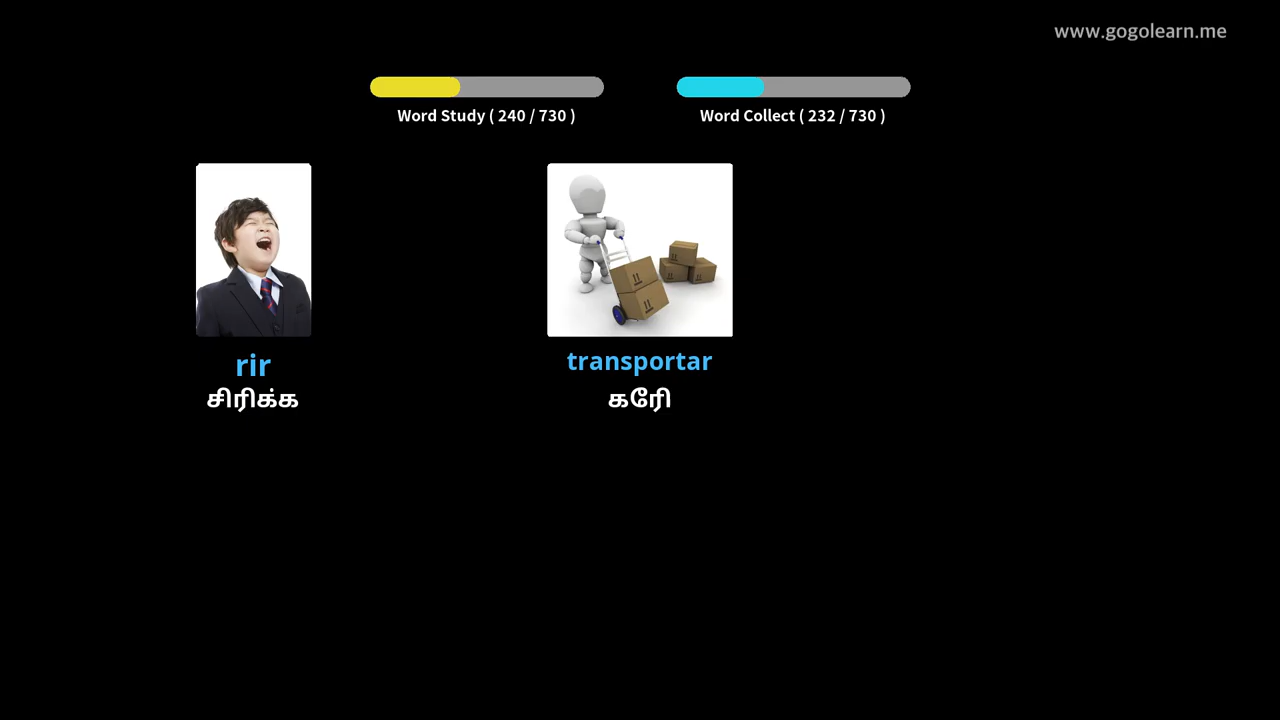 www.gogolearn.me
Word Study ( 240 / 730 )
Word Collect ( 232 / 730 )
rir
சிரிக்க
transportar
கரேி